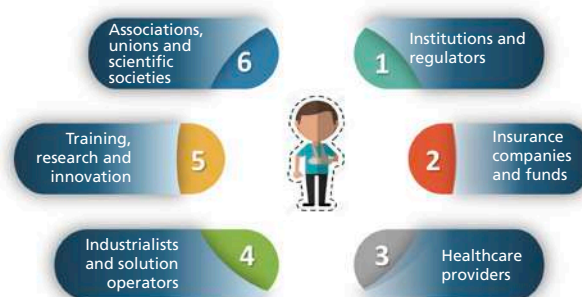 Associations,
unions and
scientific
societies
6
1
Institutions and
regulators
Training,
research and
innovation
5
2
Insurance
companies
and funds
Industrialists
and solution
operators
4
3
Healthcare
providers